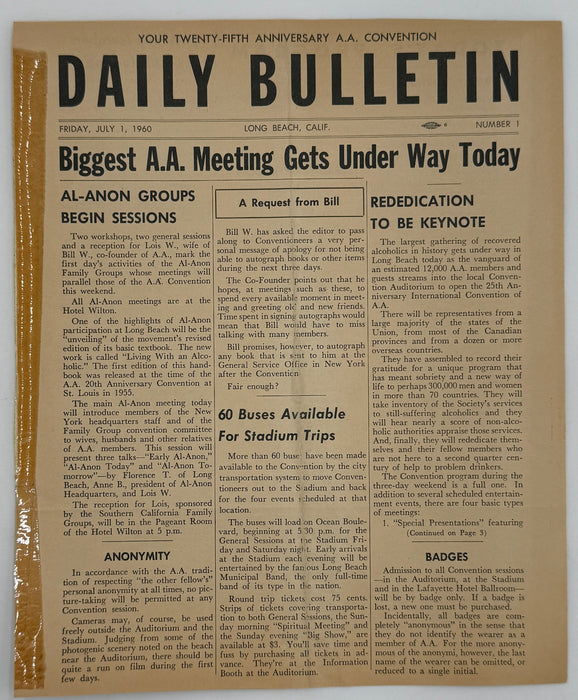 YOUR TWENTY-FIFTH ANNIVERSARY A.A. CONVENTION
DAILY BULLETIN
FRIDAY, JULY 1, 1960
LONG BEACH, CALIF.
6
NUMBER 1
Biggest A.A. Meeting Gets Under Way Today
AL-ANON GROUPS
BEGIN SESSIONS
Two workshops, two general sessions
and a reception for Lois W., wife of
Bill W., co-founder of A.A., mark the
first day's activities of the Al-Anon
Family Groups whose meetings will
parallel those of the A.A. Convention
this weekend.
All Al-Anon meetings are at the
Hotel Wilton.
One of the highlights of Al-Anon
participation at Long Beach will be the
"unveiling" of the movement's revised
edition of its basic textbook. The new
work is called "Living With an Alco-
holic." The first edition of this hand-
book was released at the time of the
A.A. 20th Anniversary Convention at
St. Louis in 1955.
The main Al-Anon meeting today
will introduce members of the New
York headquarters staff and of the
Family Group convention committee
to wives, husbands and other relatives
of A.A. members. This session will
present three talks—"Early Al-Anon,"
"Al-Anon Today" and "Al-Anon To-
morrow"—by Florence T. of Long
Beach, Anne B., president of Al-Anon
Headquarters, and Lois W.
The reception for Lois, sponsored
by the Southern California Family
Groups, will be in the Pageant Room
of the Hotel Wilton at 5 p.m.
ANONYMITY
In accordance with the A.A. tradi-
tion of respecting "the other fellow's"
personal anonymity at all times, no pic-
ture-taking will be permitted at any
Convention session.
Cameras may, of course, be used
freely outside the Auditorium and the
Stadium. Judging from some of the
photogenic scenery noted on the beach
near the Auditorium, there should be
quite a run on film during the first
few days.
A Request from Bill
Bill W. has asked the editor to pass
along to Conventioneers a very per-
sonal message of apology for not being
able to autograph books or other items
during the next three days.
The Co-Founder points out that he
hopes, at meetings such as these, to
spend every available moment in meet-
ing and greeting old and new friends.
Time spent in signing autographs would
mean that Bill would have to miss
talking with many members.
Bill promises, however, to autograph
any book that is sent to him at the
General Service Office in New York
after the Convention.
Fair enough?
60 Buses Available
For Stadium Trips
More than 60 buses have been made
available to the Convention by the city
transportation system to move Conven-
tioneers out to the Stadium and back
for the four events scheduled at that
location.
The buses will load on Ocean Boule-
vard, beginning at 5:30 p.m. for the
General Sessions at the Stadium Fri-
day and Saturday night. Early arrivals
at the Stadium each evening will be
entertained by the famous Long Beach
Municipal Band, the only full-time
band of its type in the nation.
Round trip tickets cost 75 cents.
Strips of tickets covering transporta-
tion to both General Sessions, the Sun-
day morning "Spiritual Meeting" and
the Sunday evening "Big Show," are
available at $3. You'll save time and
fuss by purchasing all tickets in ad-
vance. They're at the Information
Booth at the Auditorium.
REDEDICATION
TO BE KEYNOTE
The largest gathering of recovered
alcoholics in history gets under way in
Long Beach today as the vanguard of
an estimated 12,000 A.A. members and
guests streams into the local Conven-
tion Auditorium to open the 25th An-
niversary International Convention of
A.A.
There will be representatives from a
large majority of the states of the
Union, from most of the Canadian
provinces and from a dozen or more
overseas countries.
They have assembled to record their
gratitude for a unique program that
has meant sobriety and a new way of
life to perhaps 300,000 men and women
in more than 70 countries. They will
take inventory of the Society's services
to still-suffering alcoholics and they
will hear nearly a score of non-alco-
holic authorities appraise those services.
And, finally, they will rededicate them-
selves and their fellow members who
are not here to a second quarter cen-
tury of help to problem drinkers.
The Convention program during the
three-day weekend is a full one. In
addition to several scheduled entertain-
ment events, there are four basic types
of meetings:
1. "Special Presentations" featuring
(Continued on Page 3)
BADGES
Admission to all Convention sessions
—in the Auditorium, at the Stadium
and in the Lafayette Hotel Ballroom—
will be by badge only. If a badge is
lost, a new one must be purchased.
Incidentally, all badges are com-
pletely "anonymous" in the sense that
they do not identify the wearer as a
member of A.A. For the more anony-
mous of the anonymi, however, the last
name of the wearer can be omitted, or
reduced to a single initial.